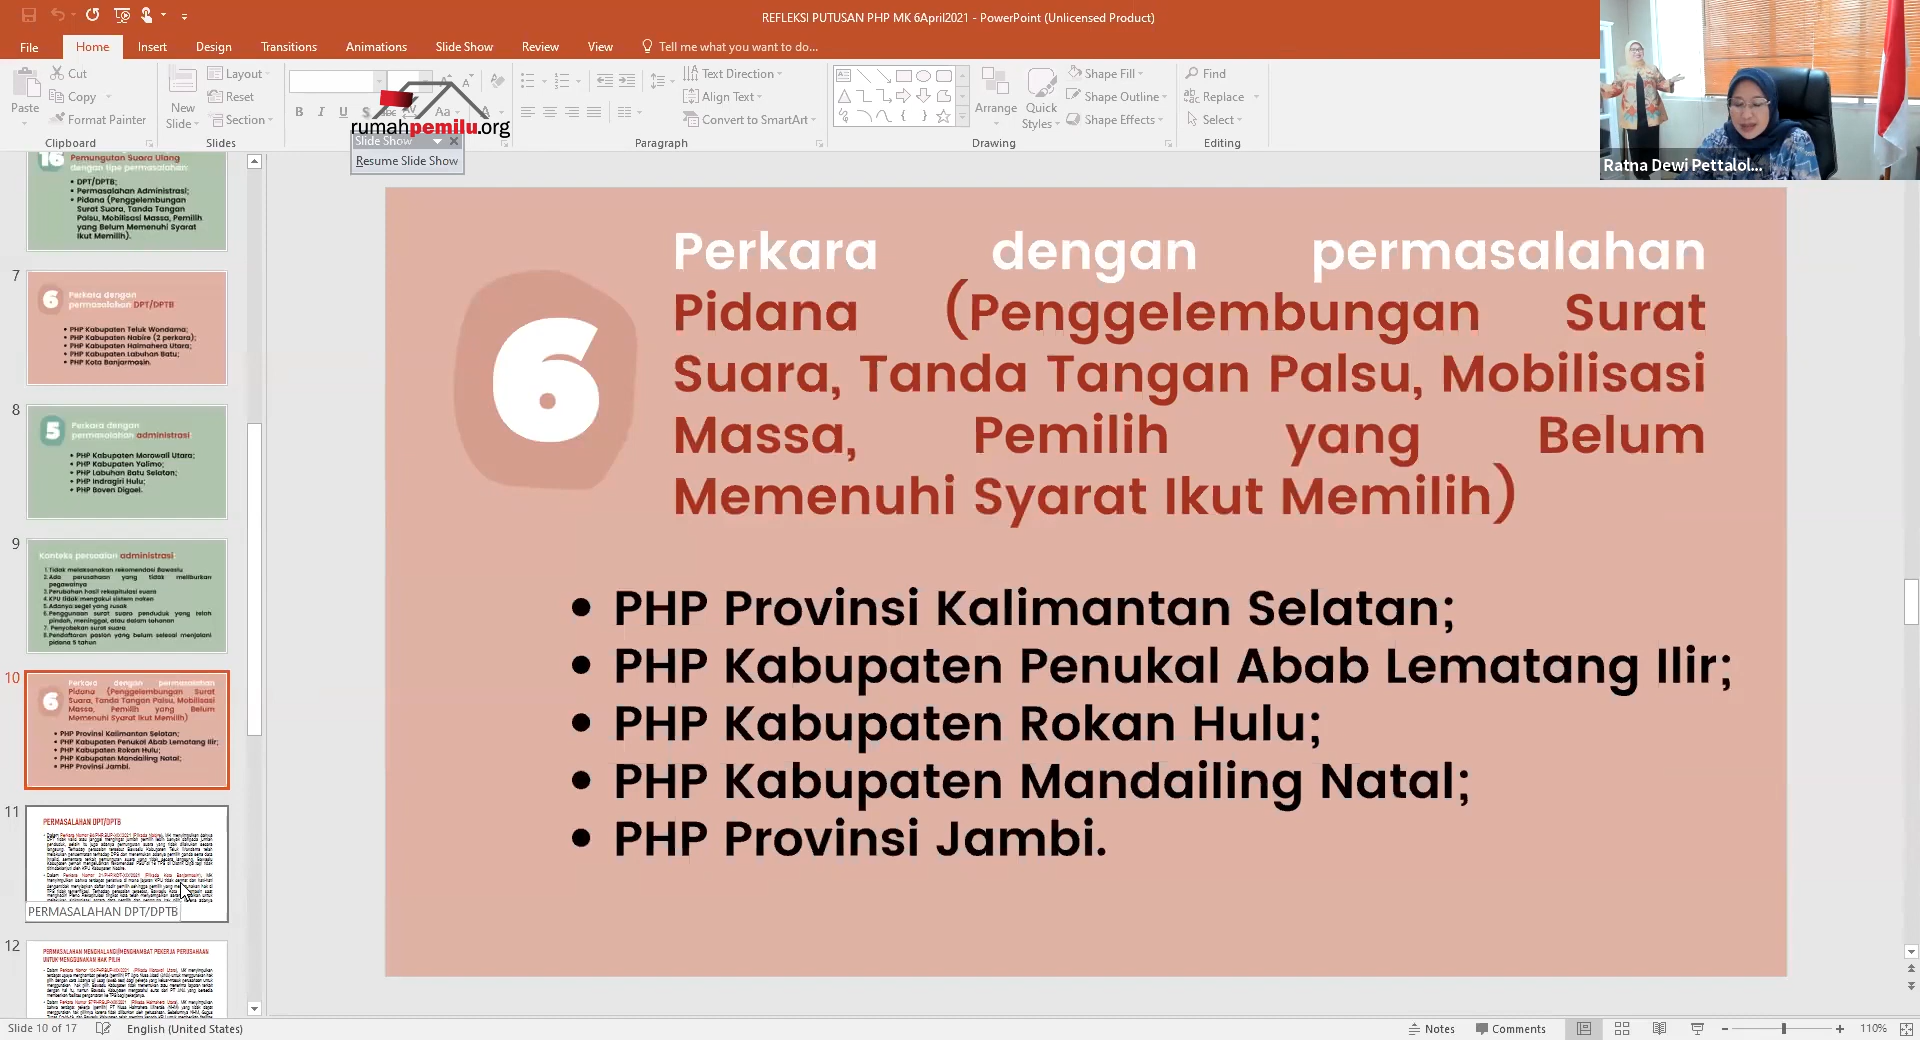 REFLEKSI PUTUSAN PHP MK 6April2021 - PowerPoint (Unlicensed Product)
File Home Insert Design Transitions Animations Slide Show Review View Tell me what you want to do...
Paste
Cut
Copy
Format Painter
Clipboard
New Slide
Layout
Reset
Section
Slides
B I U S abc AV Aa A
rumahpemilu.org
Slide Show
Resume Slide Show
Text Direction
Align Text
Convert to SmartArt
Paragraph
Arrange
Quick Styles
Shape Fill
Shape Outline
Shape Effects
Drawing
Find
Replace
Select
Editing
Ratna Dewi Pettalol...
16 Pemungutan Suara Ulang
dengan tipe permasalahan:
• DPT/DPTB;
• Permasalahan Administrasi;
• Pidana (Penggelembungan
Surat Suara, Tanda Tangan
Palsu, Mobilisasi Massa, Pemilih
yang Belum Memenuhi Syarat
Ikut Memilih).
7
6 Perkara dengan
permasalahan DPT/DPTB
• PHP Kabupaten Teluk Wondama;
• PHP Kabupaten Nabire (2 perkara);
• PHP Kabupaten Halmahera Utara;
• PHP Kabupaten Labuhan Batu;
• PHP Kota Banjarmasin.
8
5 Perkara dengan
permasalahan administrasi
• PHP Kabupaten Morowali Utara;
• PHP Kabupaten Yalimo;
• PHP Labuhan Batu Selatan;
• PHP Indragiri Hulu;
• PHP Boven Digoel.
9
Konteks persoalan administrasi
1. Tidak melaksanakan rekomendasi Bawaslu
2. Ada perusahaan yang tidak meliburkan
pegawainya
3. Perubahan hasil rekapitulasi suara
4. KPU tidak mengakui sistem noken
5. Adanya segel yang rusak
6. Penggunaan surat suara penduduk yang telah
pindah, meninggal, atau dalam tahanan
7. Penyobekan surat suara
8. Pendaftaran paslon yang belum selesai menjalani
pidana 5 tahun
10
6 Perkara dengan permasalahan
Pidana (Penggelembungan Surat
Suara, Tanda Tangan Palsu, Mobilisasi
Massa, Pemilih yang Belum
Memenuhi Syarat Ikut Memilih)
• PHP Provinsi Kalimantan Selatan;
• PHP Kabupaten Penukal Abab Lematang Ilir;
• PHP Kabupaten Rokan Hulu;
• PHP Kabupaten Mandailing Natal;
• PHP Provinsi Jambi.
11
PERMASALAHAN DPT/DPTB
PERMASALAHAN DPT/DPTB
12
PERMASALAHAN MENGHALANGI/MENGHAMBAT PEKERJA PERUSAHAAN
UNTUK MENGGUNAKAN HAK PILIH
6
Perkara dengan permasalahan
Pidana (Penggelembungan Surat
Suara, Tanda Tangan Palsu, Mobilisasi
Massa, Pemilih yang Belum
Memenuhi Syarat Ikut Memilih)
• PHP Provinsi Kalimantan Selatan;
• PHP Kabupaten Penukal Abab Lematang Ilir;
• PHP Kabupaten Rokan Hulu;
• PHP Kabupaten Mandailing Natal;
• PHP Provinsi Jambi.
Slide 10 of 17 English (United States) Notes Comments 110%